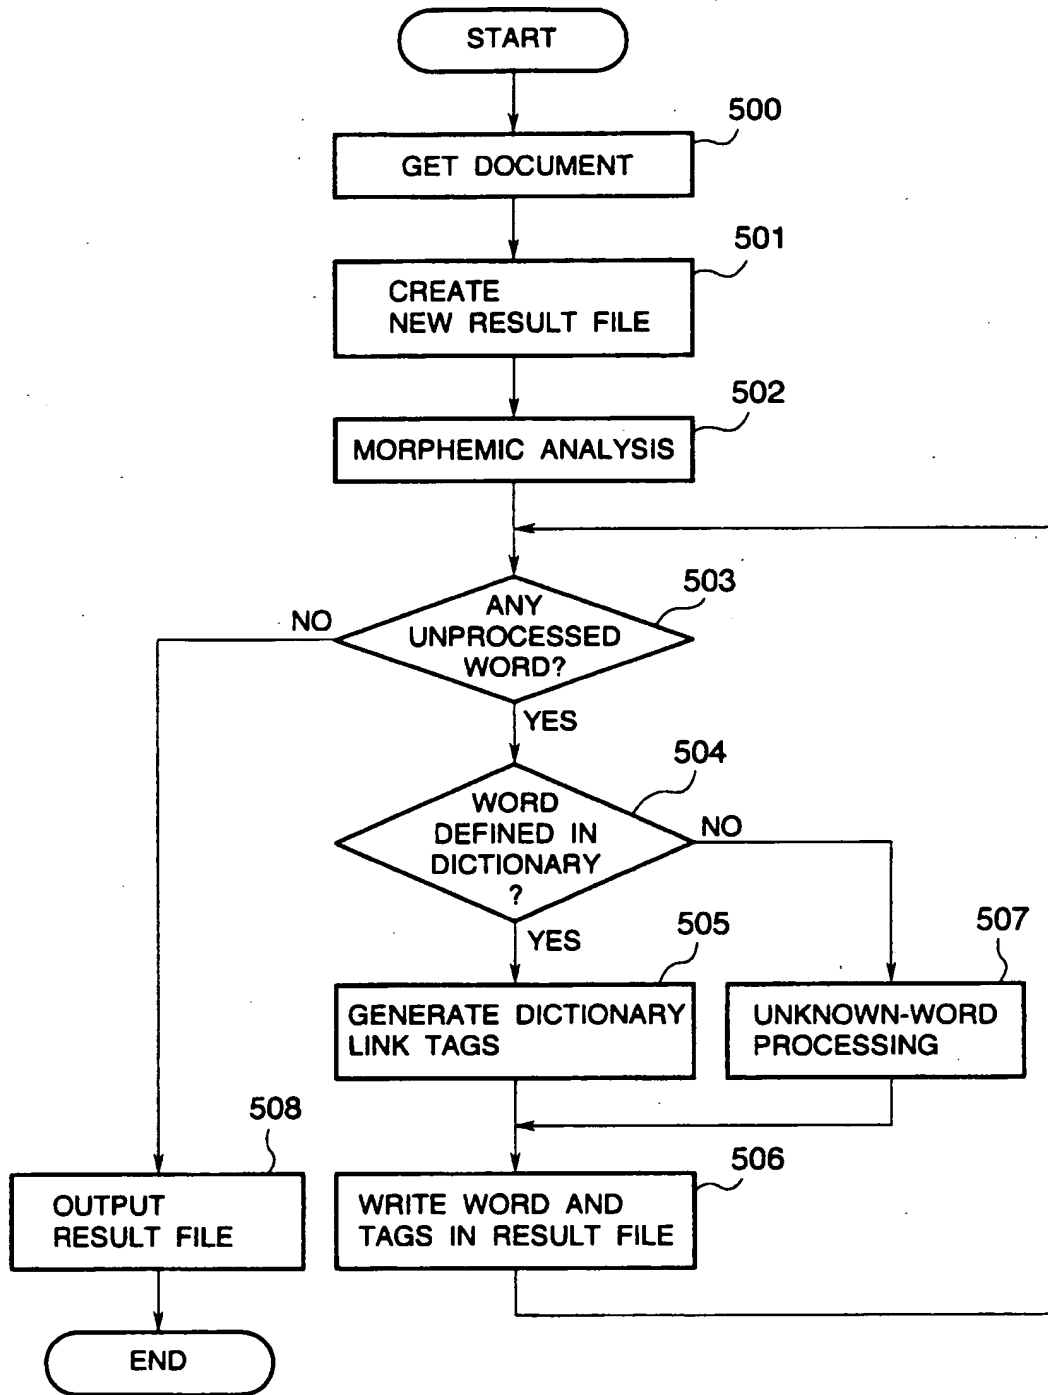 START
500
GET DOCUMENT
501
CREATE
NEW RESULT FILE
502
MORPHEMIC ANALYSIS
503
ANY
UNPROCESSED
WORD?
NO
YES
504
WORD
DEFINED IN
DICTIONARY
?
NO
YES
505
GENERATE DICTIONARY
LINK TAGS
507
UNKNOWN-WORD
PROCESSING
508
OUTPUT
RESULT FILE
506
WRITE WORD AND
TAGS IN RESULT FILE
END